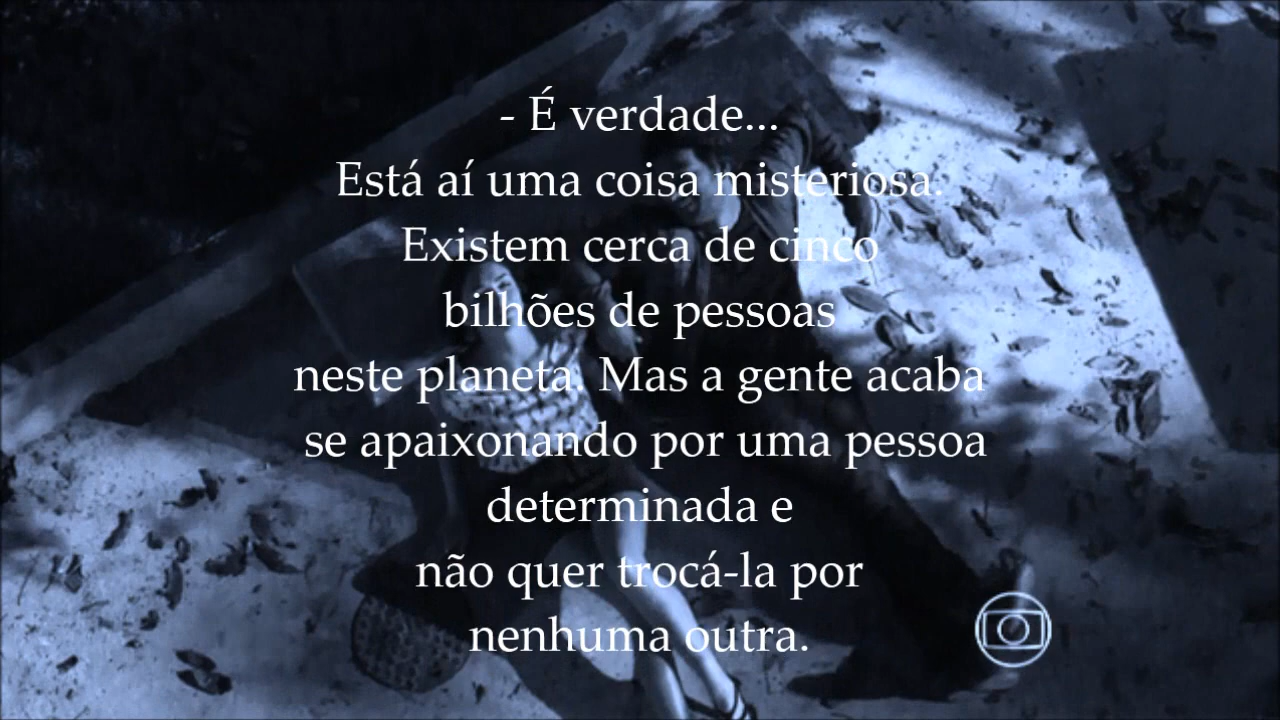 - É verdade...
Está aí uma coisa misteriosa.
Existem cerca de cinco
bilhões de pessoas
neste planeta. Mas a gente acaba
se apaixonando por uma pessoa
determinada e
não quer trocá-la por
nenhuma outra.